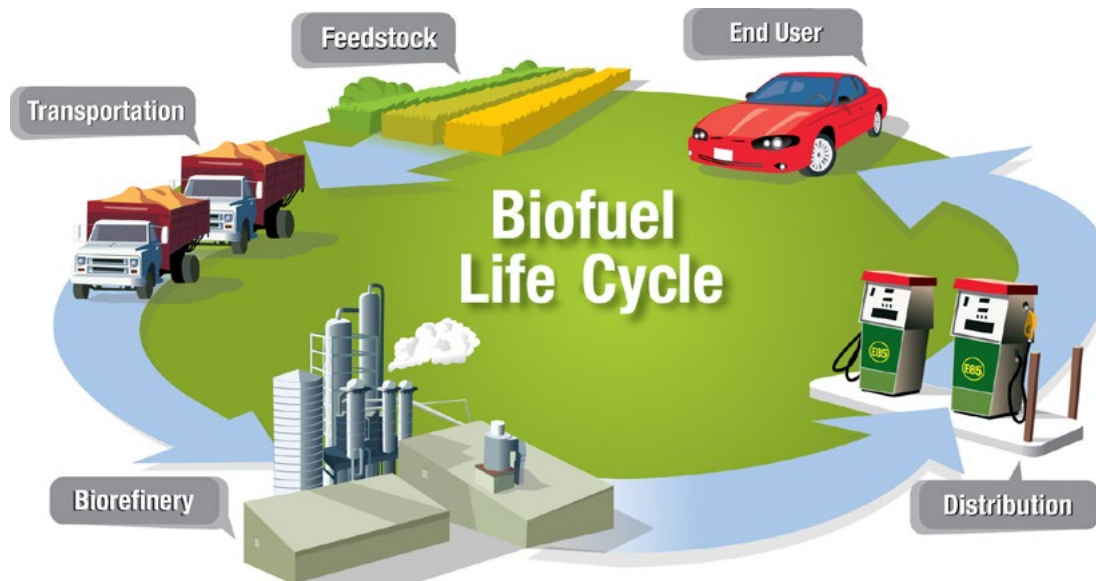 Feedstock
End User
Transportation
Biofuel
Life Cycle
E85
E85
Biorefinery
Distribution